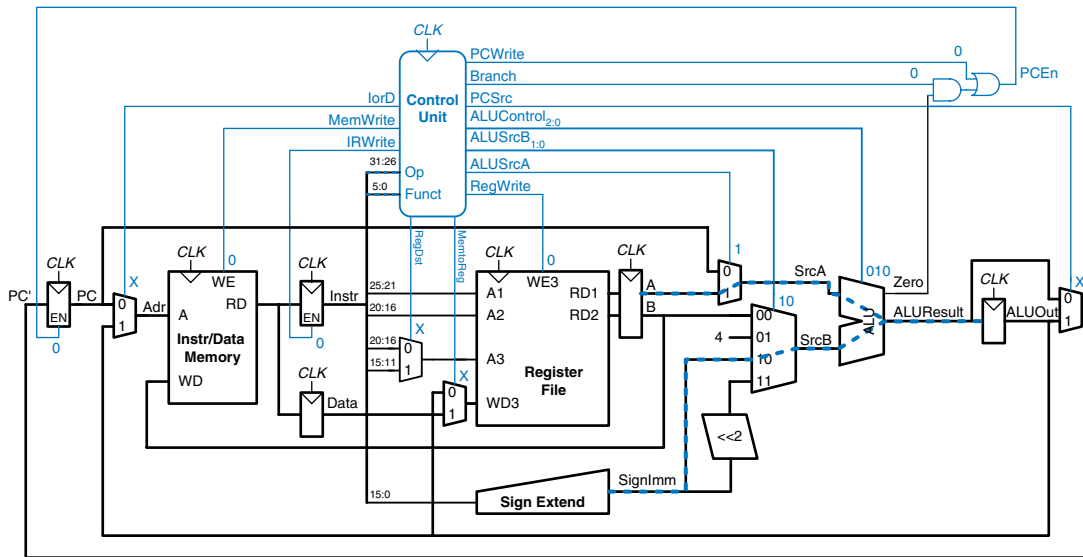 CLK
PCWrite
0
Branch
0
PCEn
IorD
Control
Unit
PCSrc
MemWrite
ALUControl2:0
IRWrite
ALUSrcB1:0
31:26
Op
ALUSrcA
5:0
Funct
RegWrite
RegDst
MemtoReg
CLK
X
CLK
0
CLK
CLK
0
CLK
1
X
PC'
EN
0
PC
0
1
Adr
WE
RD
A
Instr/Data
Memory
WD
EN
0
Instr
25:21
20:16
20:16
15:11
X
0
1
WE3
A1
RD1
A2
RD2
A3
Register
File
WD3
X
0
1
A
B
0
1
SrcA
10
00
4
01
10
11
SrcB
010
Zero
ALU
ALUResult
CLK
ALUOut
0
1
CLK
Data
<<2
SignImm
15:0
Sign Extend